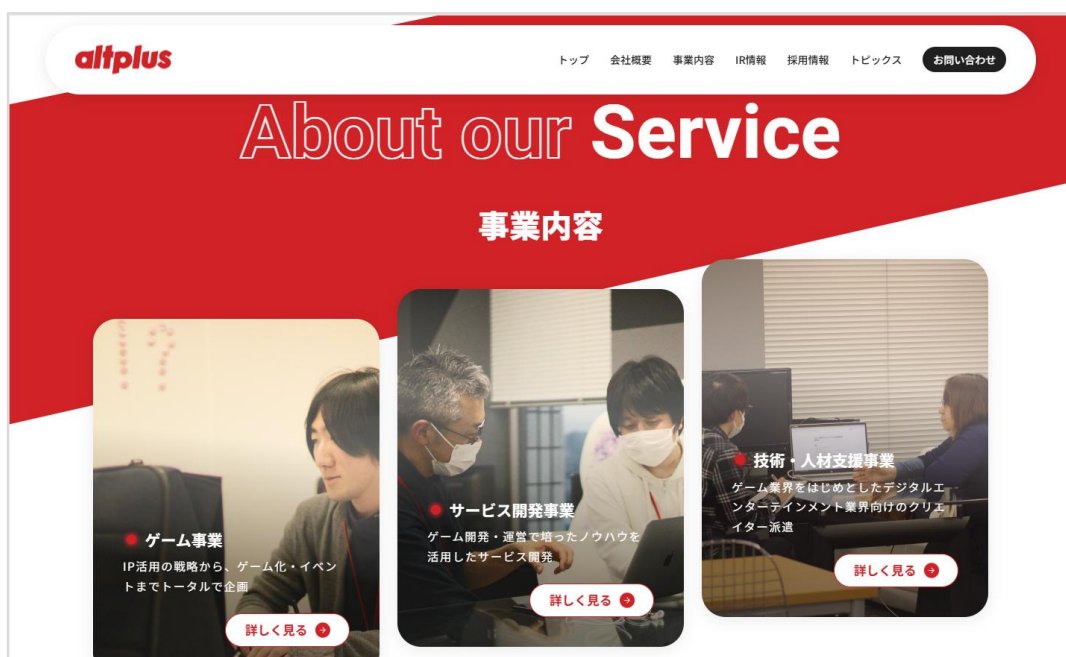 altplus
トップ 会社概要 事業内容 IR情報 採用情報 トピックス お問い合わせ
About our Service
事業内容
!?
ゲーム事業
IP活用の戦略から、ゲーム化・イベン
トまでトータルで企画
詳しく見る
サービス開発事業
ゲーム開発・運営で培ったノウハウを
活用したサービス開発
詳しく見る
技術・人材支援事業
ゲーム業界をはじめとしたデジタルエ
ンターテインメント業界向けのクリエ
イター派遣
詳しく見る